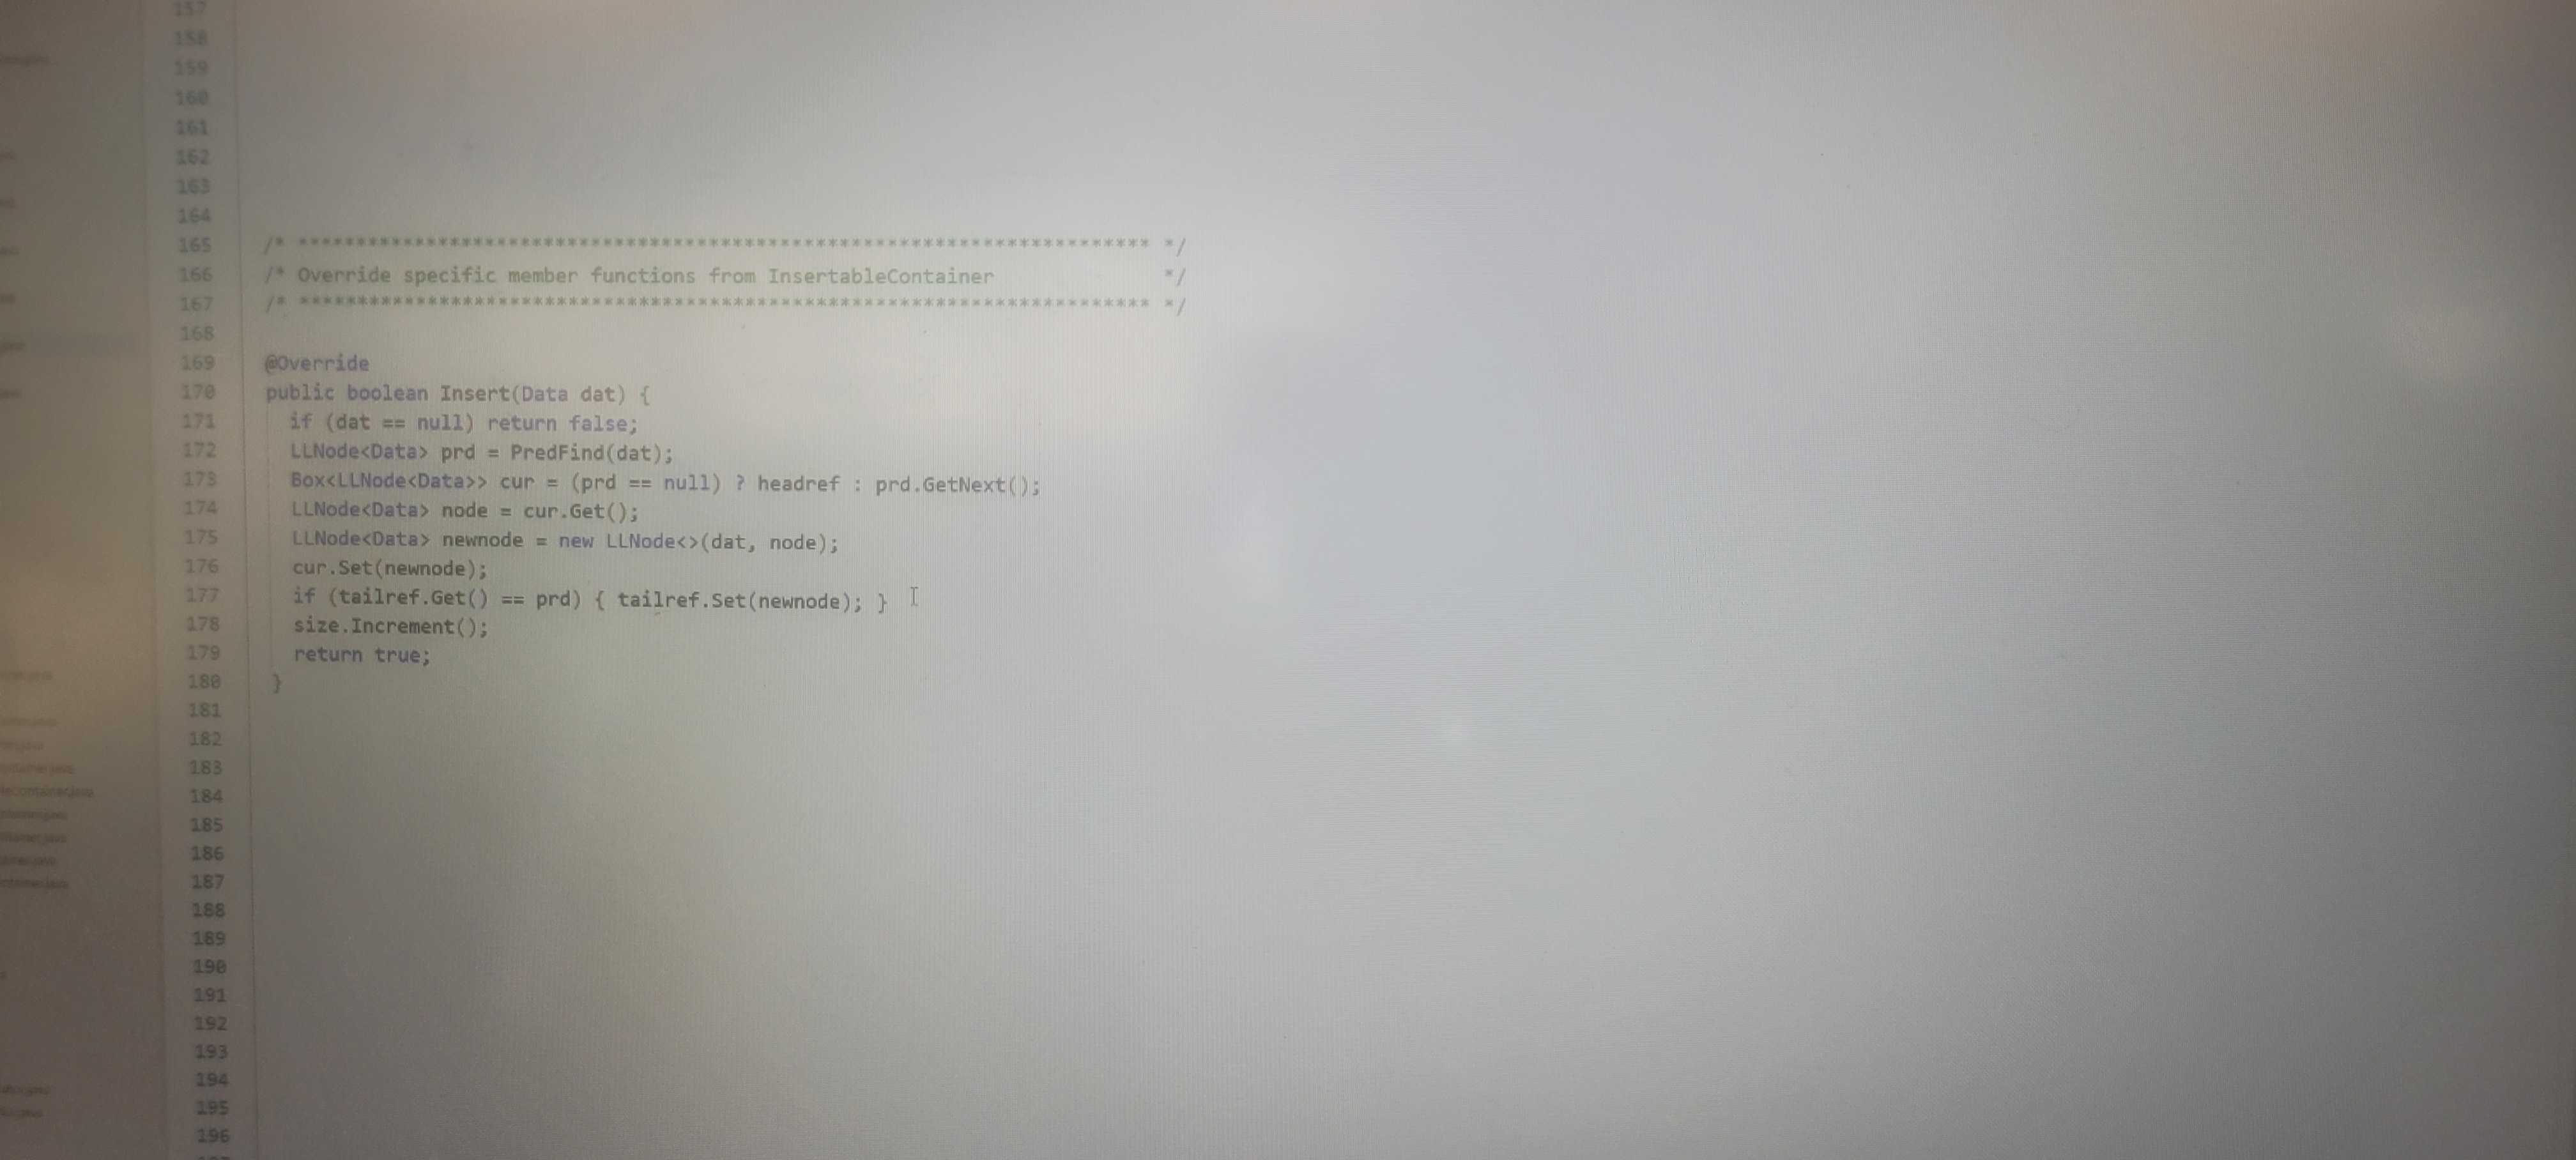 157
158
159
160
161
162
163
164
165 /* ************************************************************************* */
166 /* Override specific member functions from InsertableContainer */
167 /* ************************************************************************* */
168
169 @Override
170 public boolean Insert(Data dat) {
171 if (dat == null) return false;
172 LLNode<Data> prd = PredFind(dat);
173 Box<LLNode<Data>> cur = (prd == null) ? headref : prd.GetNext();
174 LLNode<Data> node = cur.Get();
175 LLNode<Data> newnode = new LLNode<>(dat, node);
176 cur.Set(newnode);
177 if (tailref.Get() == prd) { tailref.Set(newnode); }
178 size.Increment();
179 return true;
180 }
181
182
183
184
185
186
187
188
189
190
191
192
193
194
195
196